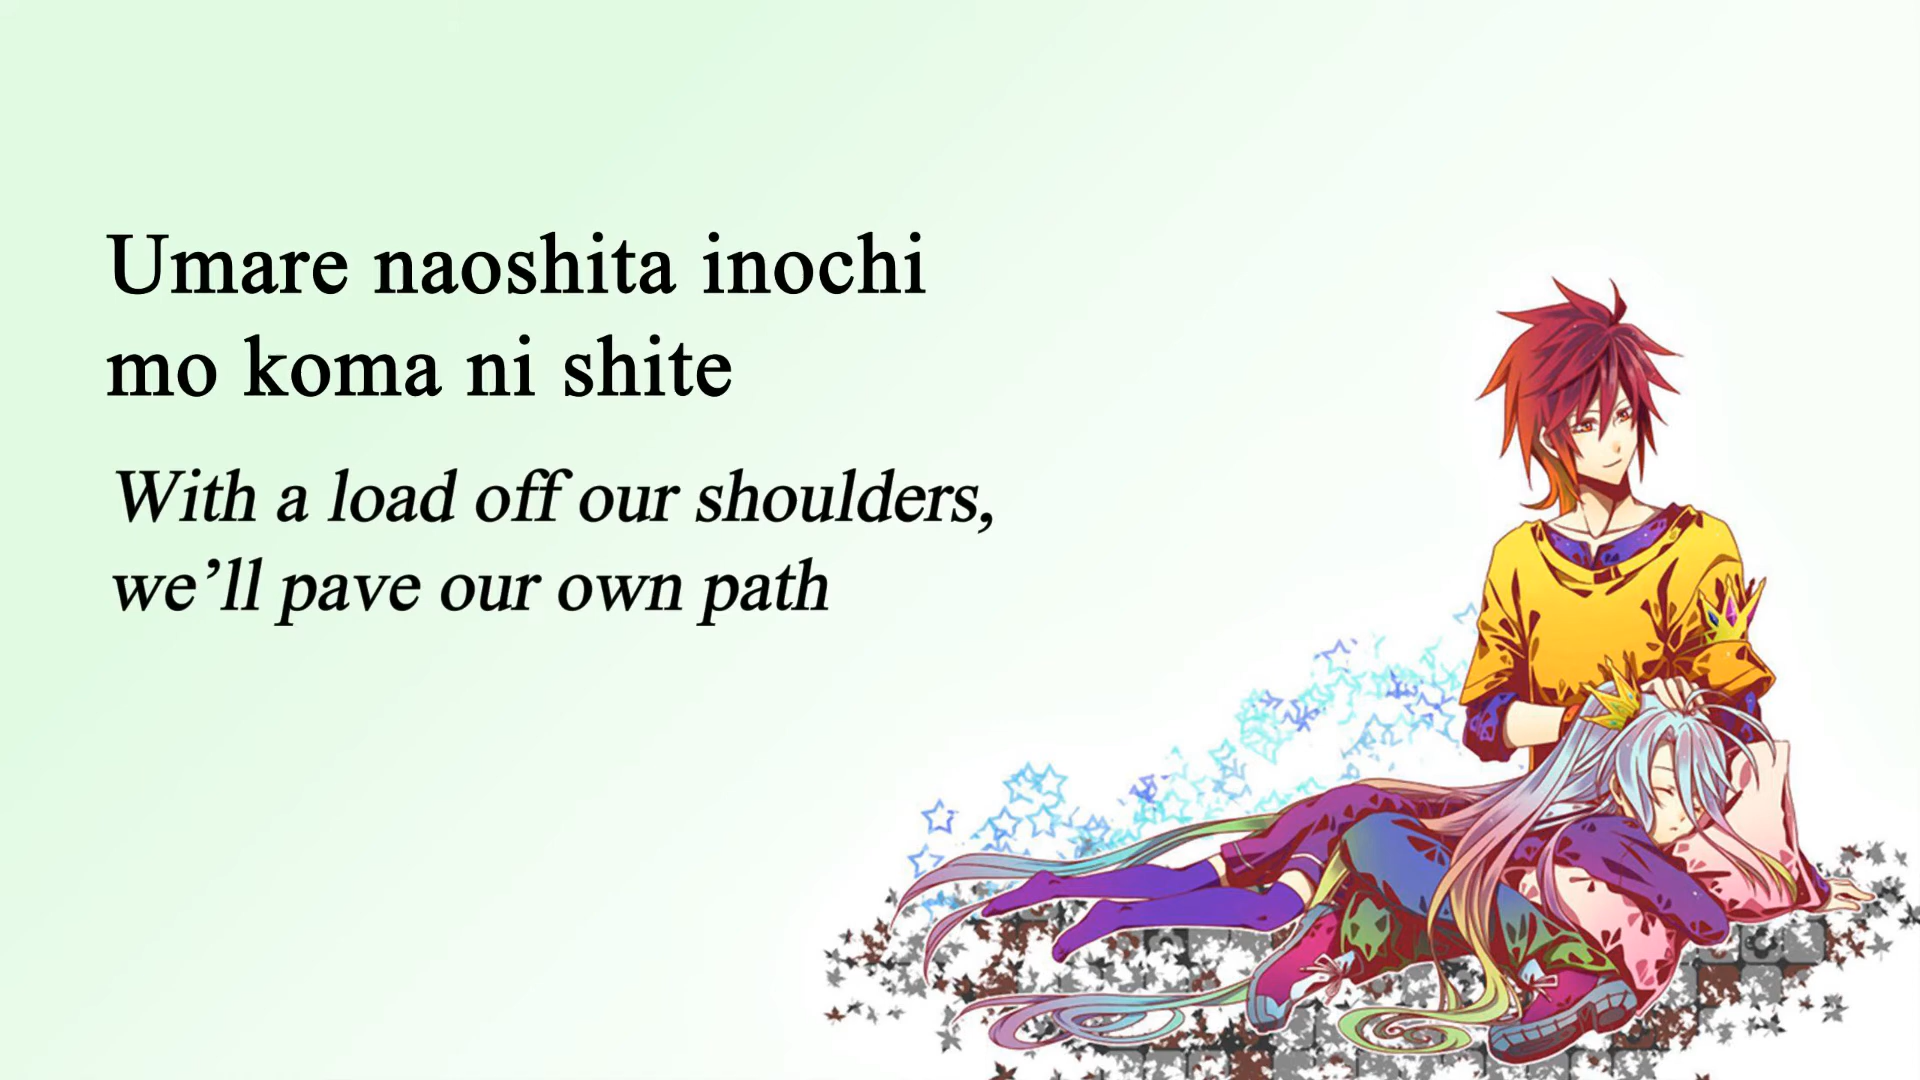 Umare naoshita inochi
mo koma ni shite
With a load off our shoulders,
we’ll pave our own path